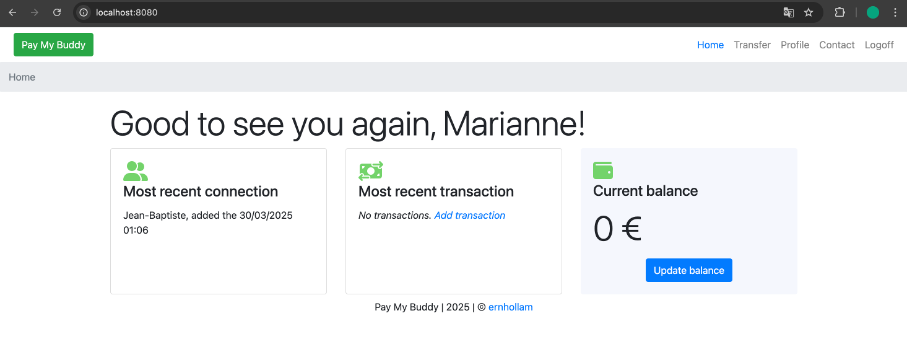 localhost:8080
Pay My Buddy
Home Transfer Profile Contact Logoff
Home
Good to see you again, Marianne!
Most recent connection
Jean-Baptiste, added the 30/03/2025
01:06
Most recent transaction
No transactions. Add transaction
Current balance
0 €
Update balance
Pay My Buddy | 2025 | © ernhollam